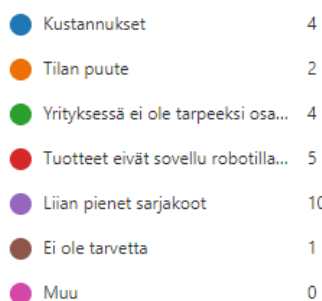 Kustannukset 4
Tilan puute 2
Yrityksessä ei ole tarpeeksi osa... 4
Tuotteet eivät sovellu robotilla... 5
Liian pienet sarjakoot 10
Ei ole tarvetta 1
Muu 0